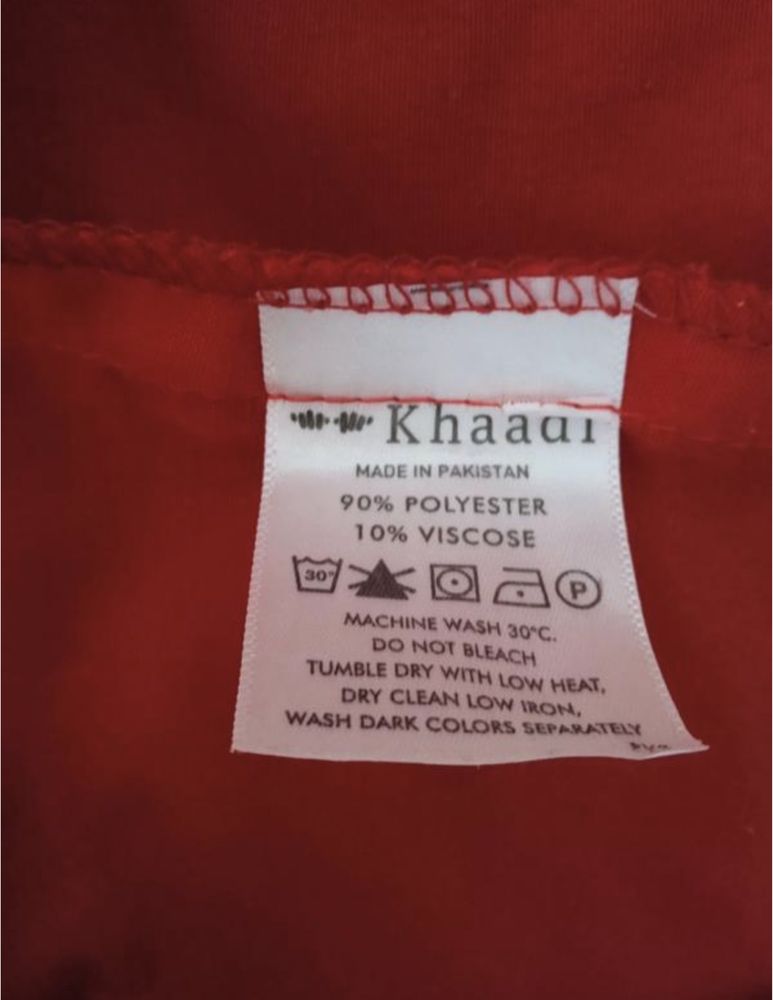 Khaadi
MADE IN PAKISTAN
90% POLYESTER
10% VISCOSE
30° P
MACHINE WASH 30°C.
DO NOT BLEACH
TUMBLE DRY WITH LOW HEAT,
DRY CLEAN LOW IRON,
WASH DARK COLORS SEPARATELY